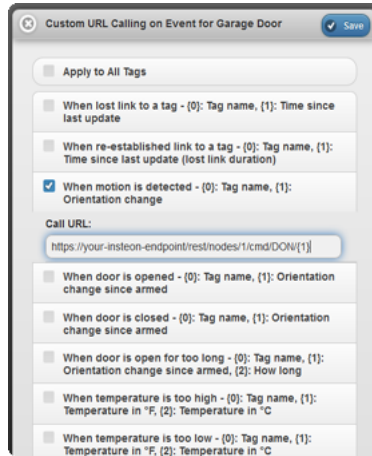 Custom URL Calling on Event for Garage Door
Save
Apply to All Tags
When lost link to a tag - {0}: Tag name, {1}: Time since
last update
When re-established link to a tag - {0}: Tag name, {1}:
Time since last update (lost link duration)
When motion is detected - {0}: Tag name, {1}:
Orientation change
Call URL:
https://your-insteon-endpoint/rest/nodes/1/cmd/DON/{1}
When door is opened - {0}: Tag name, {1}: Orientation
change since armed
When door is closed - {0}: Tag name, {1}: Orientation
change since armed
When door is open for too long - {0}: Tag name, {1}:
Orientation change since armed, {2}: How long
When temperature is too high - {0}: Tag name, {1}:
Temperature in °F, {2}: Temperature in °C
When temperature is too low - {0}: Tag name, {1}:
Temperature in °F, {2}: Temperature in °C